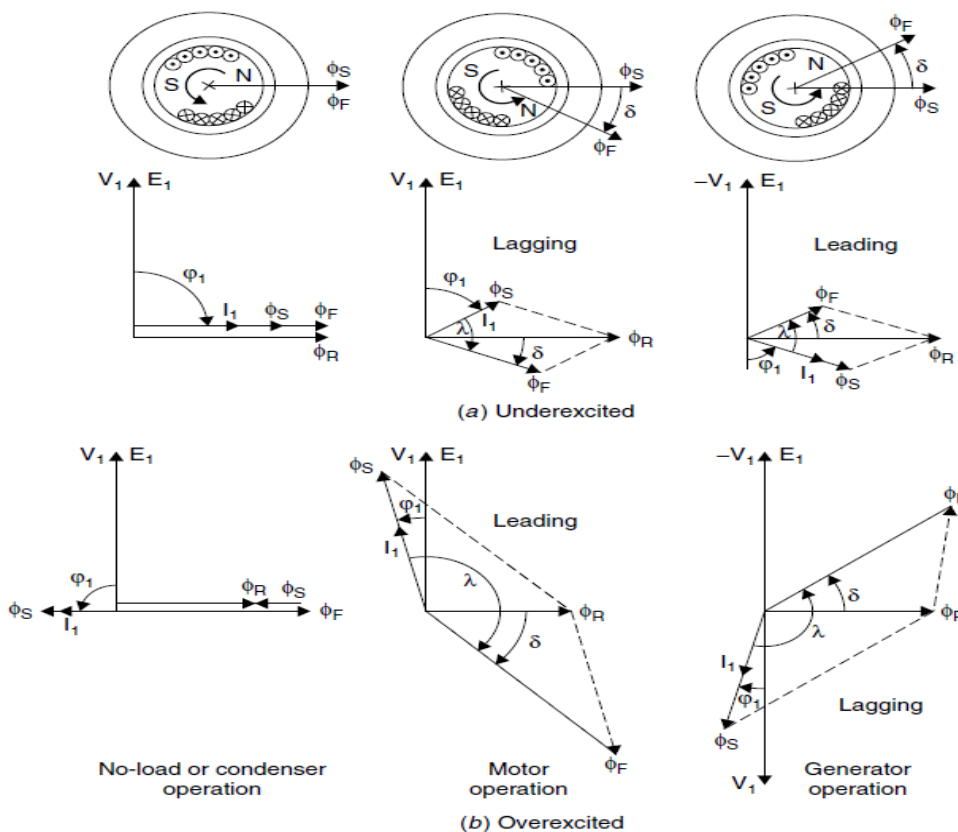 N
S
ϕS
ϕF
S
N
ϕS
δ
ϕF
N
S
ϕF
δ
ϕS
V1 E1
φ1
I1 ϕS ϕF
ϕR
V1 E1
Lagging
φ1
ϕS
I1
λ
δ
ϕR
ϕF
−V1 E1
Leading
ϕF
λ
δ
φ1
I1
ϕS
ϕR
(a) Underexcited
V1 E1
φ1
ϕS
I1
ϕR
ϕS
ϕF
V1 E1
ϕS
φ1
Leading
I1
λ
ϕR
δ
ϕF
−V1 E1
δ
λ
I1
φ1
Lagging
ϕS
V1
No-load or condenser
operation
Motor
operation
Generator
operation
(b) Overexcited